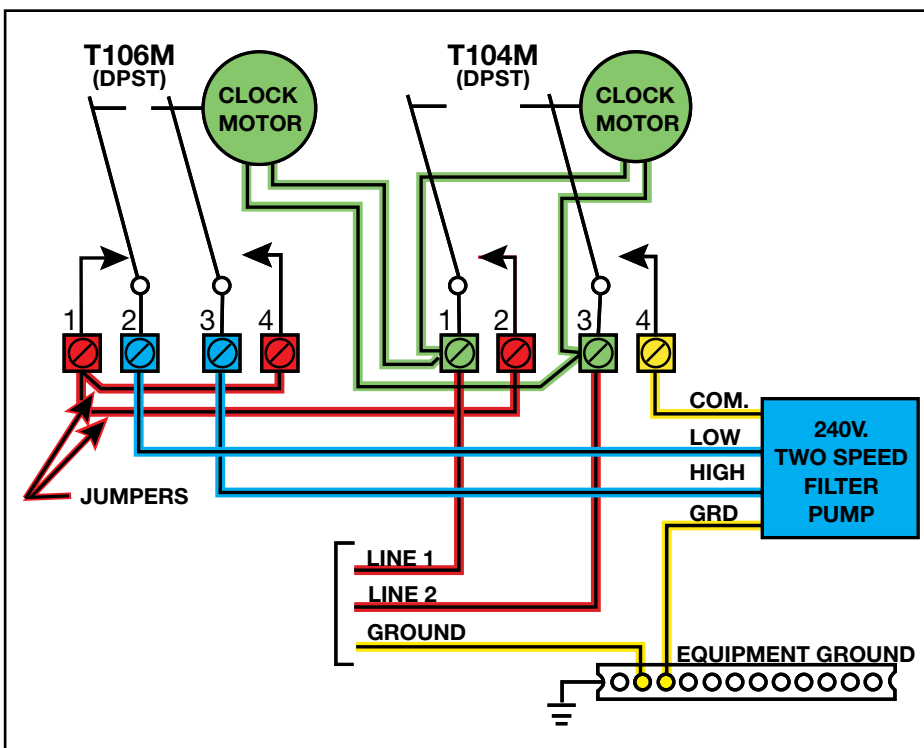 T106M
(DPST)
CLOCK
MOTOR
T104M
(DPST)
CLOCK
MOTOR
1
2
3
4
1
2
3
4
COM.
LOW
HIGH
GRD
240V.
TWO SPEED
FILTER
PUMP
JUMPERS
LINE 1
LINE 2
GROUND
EQUIPMENT GROUND